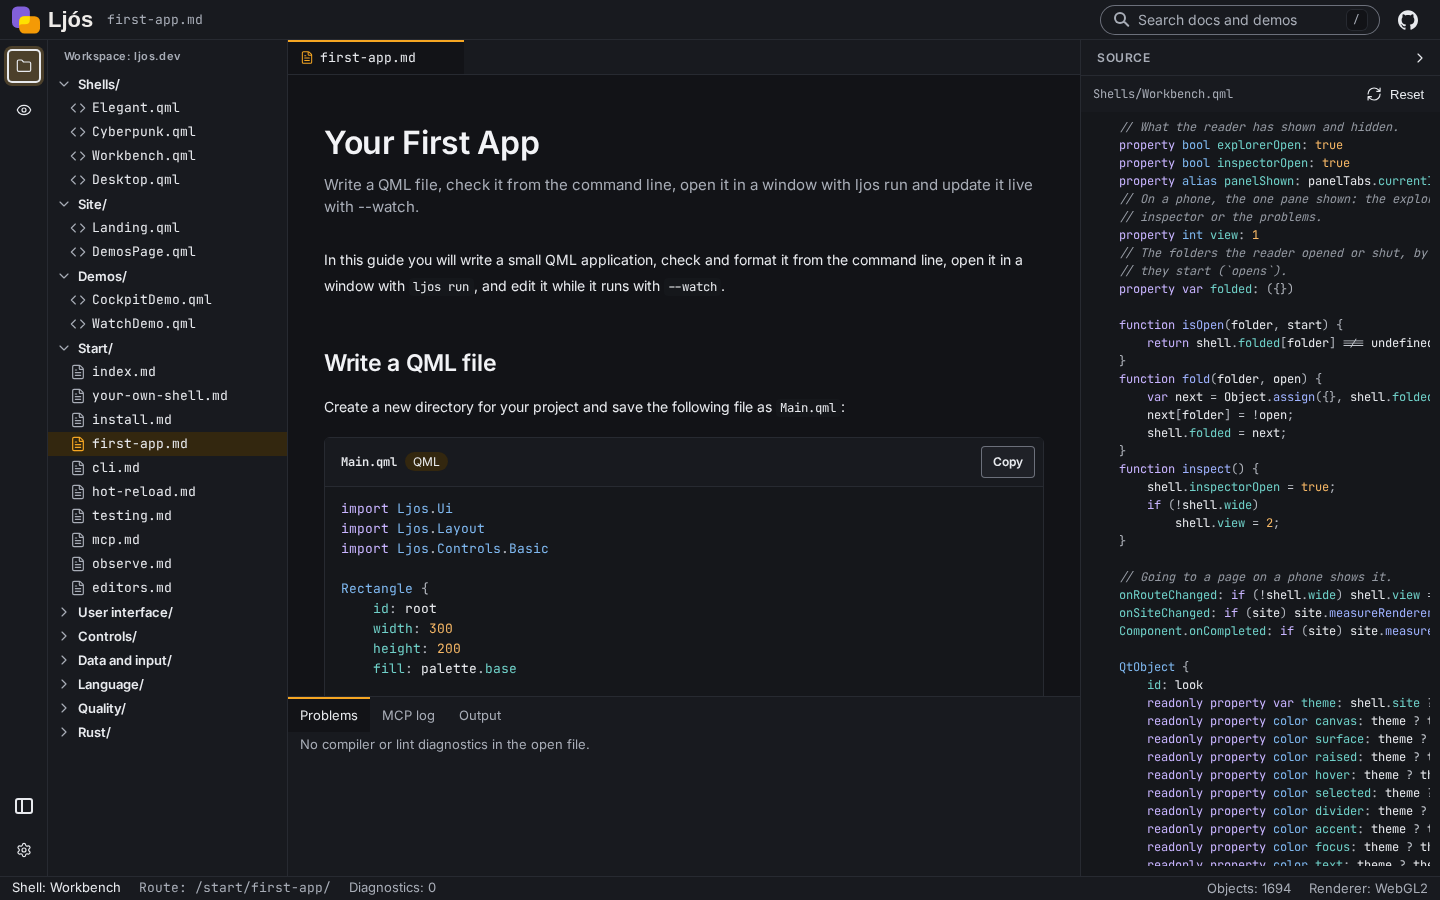 Ljós first-app.md Search docs and demos /
Workspace: ljos.dev
Shells/
Elegant.qml
Cyberpunk.qml
Workbench.qml
Desktop.qml
Site/
Landing.qml
DemosPage.qml
Demos/
CockpitDemo.qml
WatchDemo.qml
Start/
index.md
your-own-shell.md
install.md
first-app.md
cli.md
hot-reload.md
testing.md
mcp.md
observe.md
editors.md
User interface/
Controls/
Data and input/
Language/
Quality/
Rust/
first-app.md
Your First App
Write a QML file, check it from the command line, open it in a window with ljos run and update it live
with --watch.
In this guide you will write a small QML application, check and format it from the command line, open it in a
window with ljos run , and edit it while it runs with --watch .
Write a QML file
Create a new directory for your project and save the following file as Main.qml :
Main.qml QML Copy
import Ljos.Ui
import Ljos.Layout
import Ljos.Controls.Basic
Rectangle {
id: root
width: 300
height: 200
fill: palette.base
Problems MCP log Output
No compiler or lint diagnostics in the open file.
SOURCE
Shells/Workbench.qml Reset
// What the reader has shown and hidden.
property bool explorerOpen: true
property bool inspectorOpen: true
property alias panelShown: panelTabs.current
// On a phone, the one pane shown: the explor
// inspector or the problems.
property int view: 1
// The folders the reader opened or shut, by
// they start (`opens`).
property var folded: ({})
function isOpen(folder, start) {
return shell.folded[folder] !== undefined
}
function fold(folder, open) {
var next = Object.assign({}, shell.folded
next[folder] = !open;
shell.folded = next;
}
function inspect() {
shell.inspectorOpen = true;
if (!shell.wide)
shell.view = 2;
}
// Going to a page on a phone shows it.
onRouteChanged: if (!shell.wide) shell.view =
onSiteChanged: if (site) site.measureRenderer
Component.onCompleted: if (site) site.measure
QtObject {
id: look
readonly property var theme: shell.site ?
readonly property color canvas: theme ? t
readonly property color surface: theme ?
readonly property color raised: theme ? t
readonly property color hover: theme ? th
readonly property color selected: theme ?
readonly property color divider: theme ?
readonly property color accent: theme ? t
readonly property color focus: theme ? th
readonly property color text: theme ? the
Shell: Workbench Route: /start/first-app/ Diagnostics: 0 Objects: 1694 Renderer: WebGL2